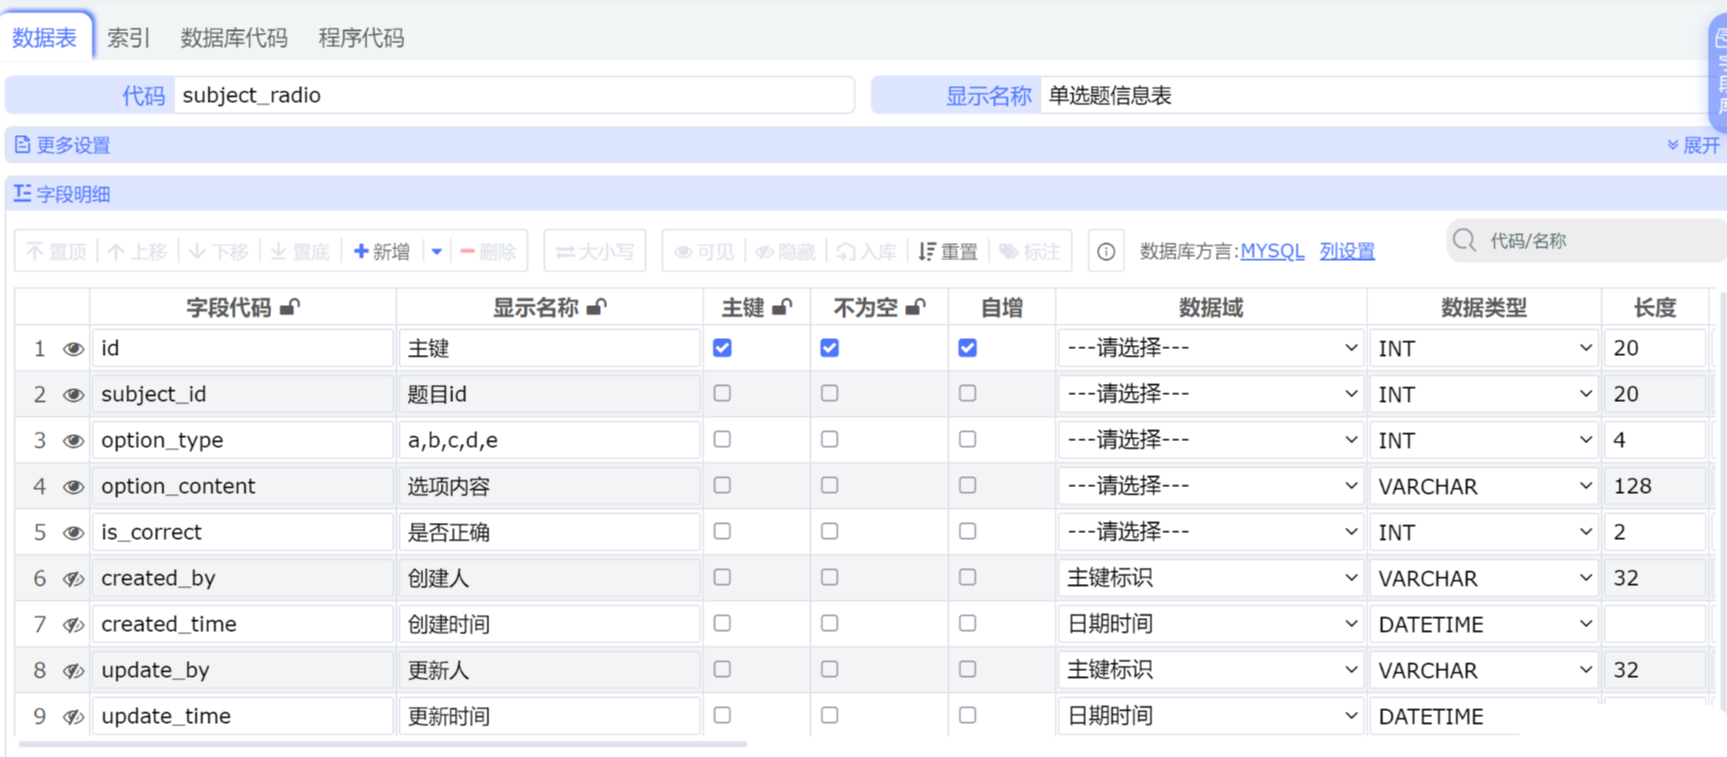 数据表 索引 数据库代码 程序代码
代码 subject_radio 显示名称 单选题信息表
更多设置 展开
字段明细
置顶 上移 下移 置底 新增 删除 大小写 可见 隐藏 入库 重置 标注 数据库方言:MYSQL 列设置 代码/名称
字段代码 显示名称 主键 不为空 自增 数据域 数据类型 长度
1 id 主键 ---请选择--- INT 20
2 subject_id 题目id ---请选择--- INT 20
3 option_type a,b,c,d,e ---请选择--- INT 4
4 option_content 选项内容 ---请选择--- VARCHAR 128
5 is_correct 是否正确 ---请选择--- INT 2
6 created_by 创建人 主键标识 VARCHAR 32
7 created_time 创建时间 日期时间 DATETIME
8 update_by 更新人 主键标识 VARCHAR 32
9 update_time 更新时间 日期时间 DATETIME